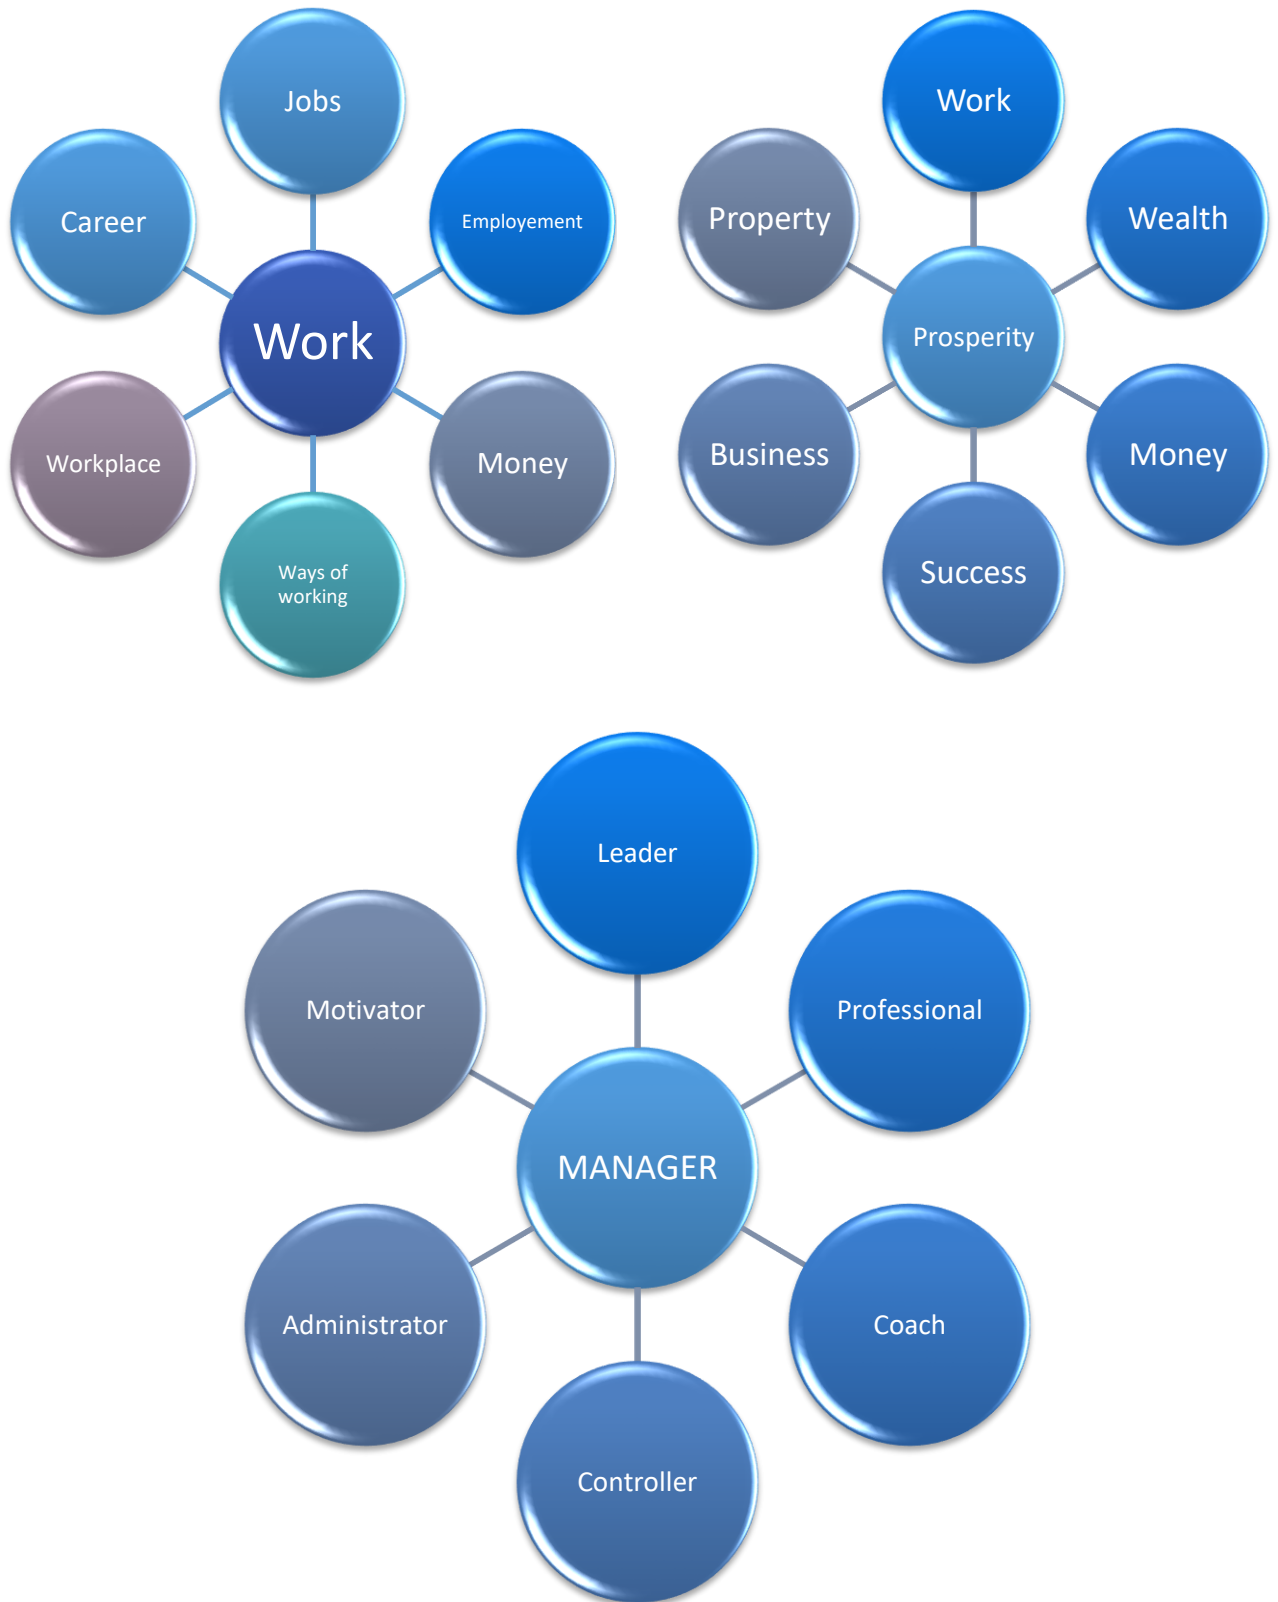 Jobs
Career
Employement
Work
Workplace
Money
Ways of
working
Work
Property
Wealth
Prosperity
Business
Money
Success
Leader
Motivator
Professional
MANAGER
Administrator
Coach
Controller